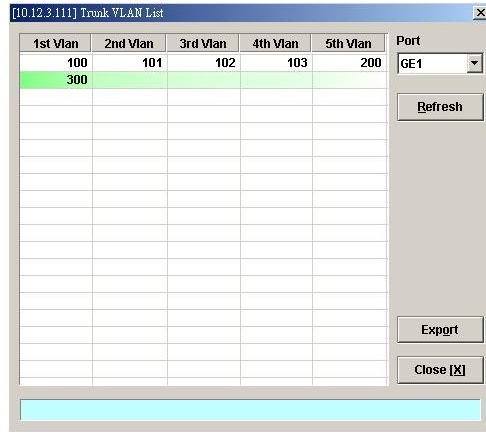 [10.12.3.111] Trunk VLAN List
1st Vlan 2nd Vlan 3rd Vlan 4th Vlan 5th Vlan
100 101 102 103 200
300
Port
GE1
Refresh
Export
Close [X]